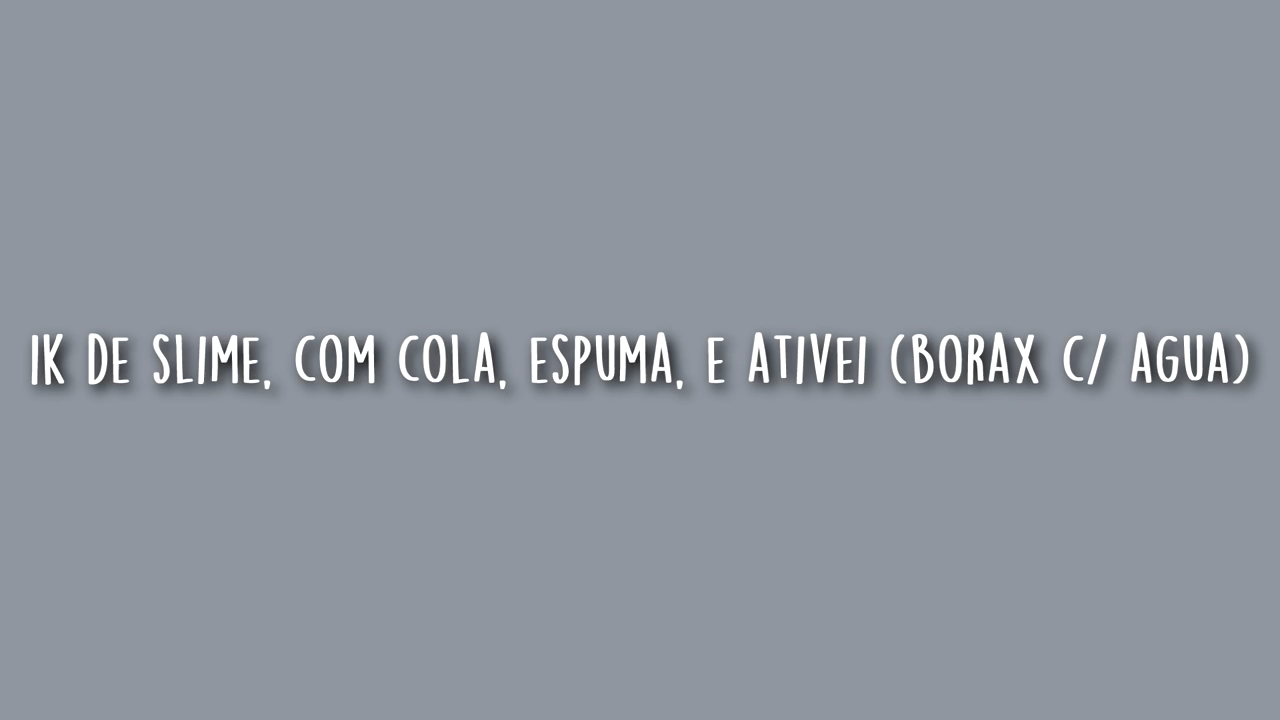 IK DE SLIME, COM COLA, ESPUMA, E ATIVEI (BORAX C/ AGUA)